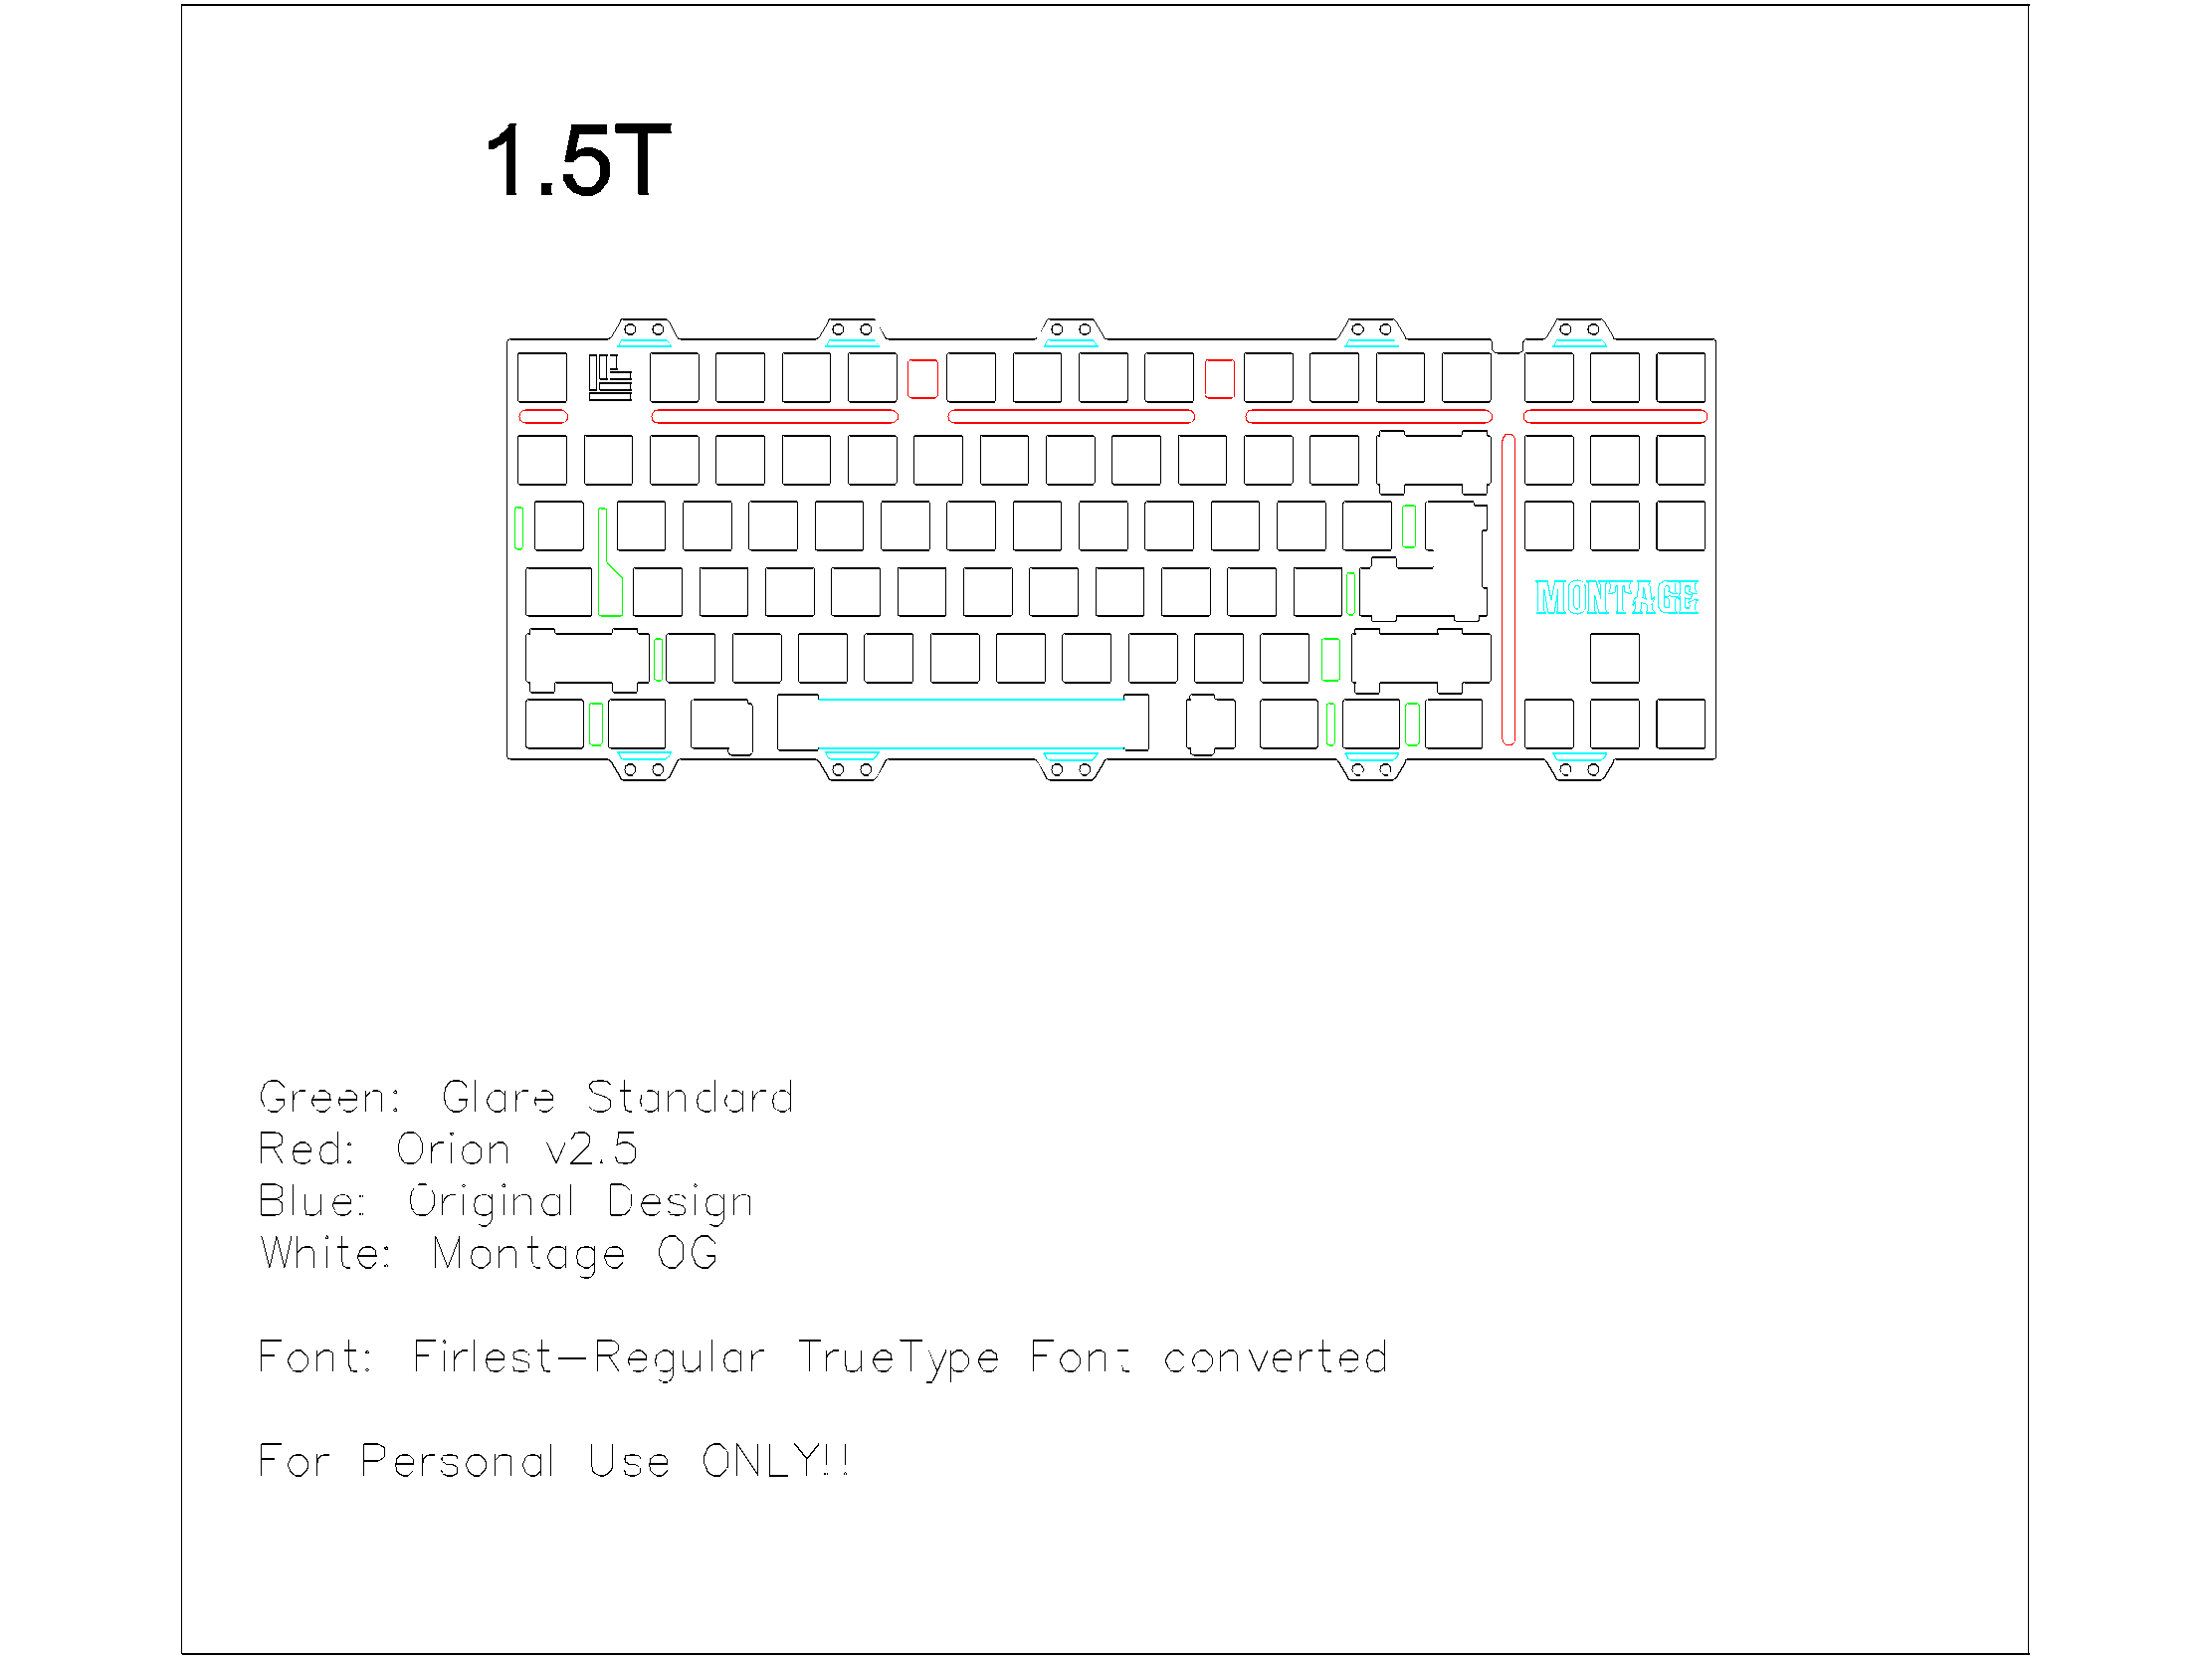 1.5T
MONTAGE
Green: Glare Standard
Red: Orion v2.5
Blue: Original Design
White: Montage OG
Font: Firlest-Regular TrueType Font converted
For Personal Use ONLY!!